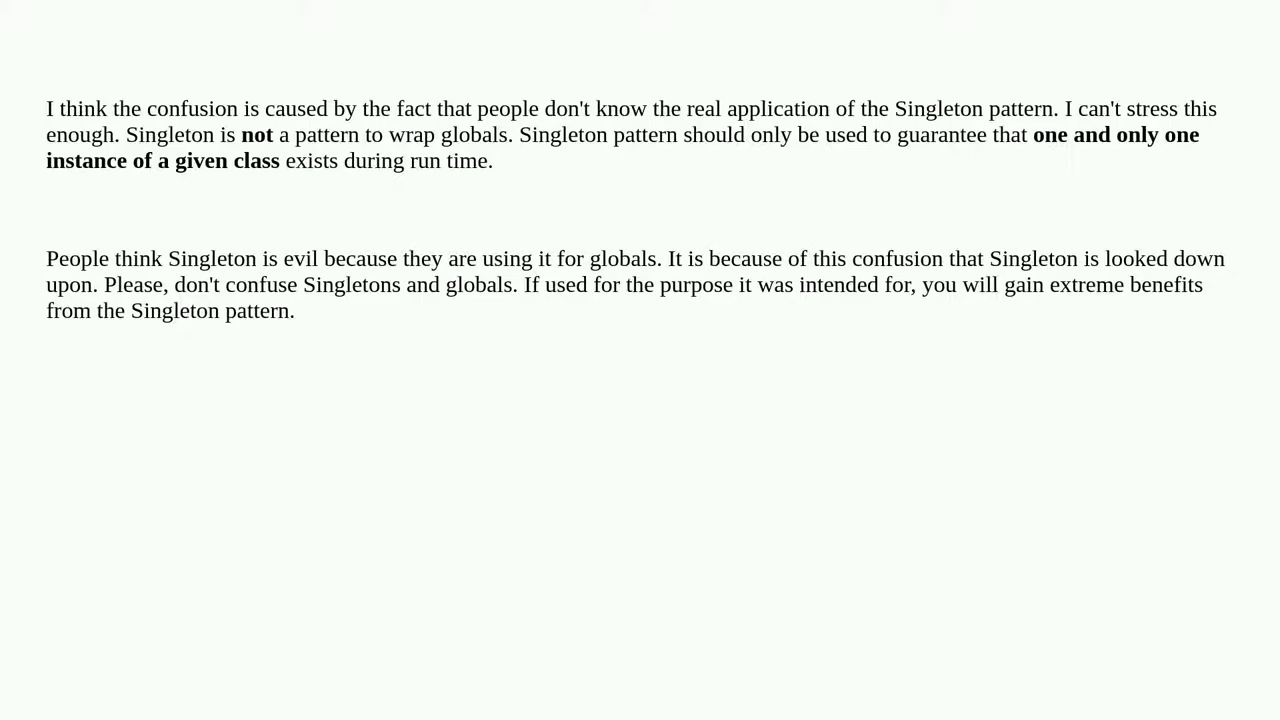 I think the confusion is caused by the fact that people don't know the real application of the Singleton pattern. I can't stress this
enough. Singleton is not a pattern to wrap globals. Singleton pattern should only be used to guarantee that one and only one
instance of a given class exists during run time.
People think Singleton is evil because they are using it for globals. It is because of this confusion that Singleton is looked down
upon. Please, don't confuse Singletons and globals. If used for the purpose it was intended for, you will gain extreme benefits
from the Singleton pattern.